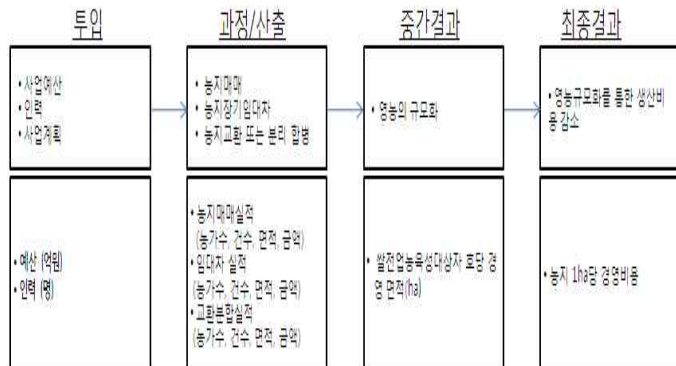 투입
과정/산출
중간결과
최종결과
• 사업예산
• 인력
• 사업계획
• 농지매매
• 농지장기임대차
• 농지교환 또는 분리 합병
• 영농의 규모화
• 영농규모화를 통한 생산비
용 감소
• 예산 (억원)
• 인력 (명)
• 농지매매실적
(농가수, 건수, 면적, 금액)
• 임대차 실적
(농가수, 건수, 면적, 금액)
• 교환분합실적
(농가수, 건수, 면적, 금액)
• 쌀전업농육성대상자 호당 경
영 면적(ha)
• 농지 1ha당 경영비용